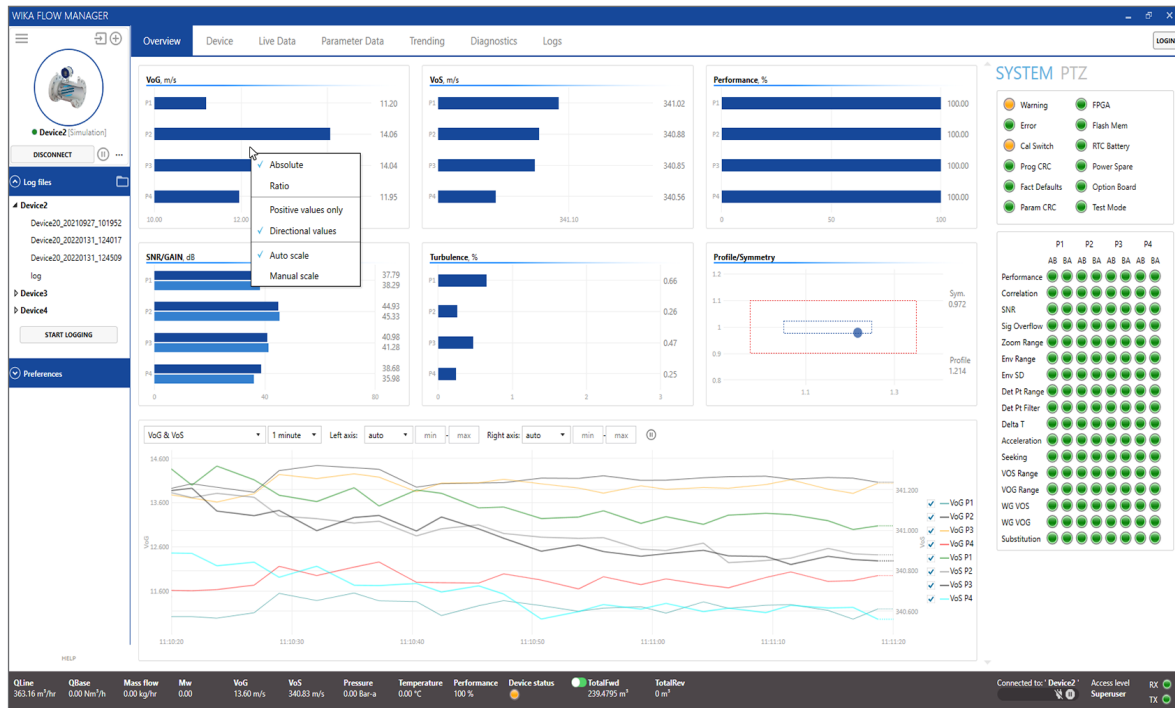 WIKA FLOW MANAGER
Overview Device Live Data Parameter Data Trending Diagnostics Logs
LOGIN
Device2 [Simulation]
DISCONNECT ...
Log files
Device2
Device20_20210927_101952
Device20_20220131_124017
Device20_20220131_124509
log
Device3
Device4
START LOGGING
Preferences
HELP
VoG, m/s
P1 11.20
P2 14.06
P3 14.04
P4 11.95
10.00 12.00
Absolute
Ratio
Positive values only
Directional values
Auto scale
Manual scale
VoS, m/s
P1 341.02
P2 340.88
P3 340.85
P4 340.56
341.10
Performance, %
P1 100.00
P2 100.00
P3 100.00
P4 100.00
0 50 100
SNR/GAIN, dB
P1 37.79
38.29
P2 44.93
45.33
P3 40.98
41.28
P4 38.68
35.98
0 40 80
Turbulence, %
P1 0.66
P2 0.26
P3 0.47
P4 0.25
0 1 2 3
Profile/Symmetry
1.2
1.1
1
0.9
0.8
1.1 1.3
Sym.
0.972
Profile
1.214
VoG & VoS 1 minute Left axis: auto min - max Right axis: auto min - max
14.600
13.600
12.600
11.600
VoG
341.200
341.000
340.800
340.600
VoS
VoG P1
VoG P2
VoG P3
VoG P4
VoS P1
VoS P2
VoS P3
VoS P4
11:10:20 11:10:30 11:10:40 11:10:50 11:11:00 11:11:10 11:11:20
SYSTEM PTZ
Warning FPGA
Error Flash Mem
Cal Switch RTC Battery
Prog CRC Power Spare
Fact Defaults Option Board
Param CRC Test Mode
P1 P2 P3 P4
AB BA AB BA AB BA AB BA
Performance
Correlation
SNR
Sig Overflow
Zoom Range
Env Range
Env SD
Det Pt Range
Det Pt Filter
Delta T
Acceleration
Seeking
VOS Range
VOG Range
WG VOS
WG VOG
Substitution
QLine QBase Mass flow Mw VoG VoS Pressure Temperature Performance Device status TotalFwd TotalRev
363.16 m³/hr 0.00 Nm³/h 0.00 kg/hr 0.00 13.60 m/s 340.83 m/s 0.00 Bar-a 0.00 °C 100 % 239.4795 m³ 0 m³
Connected to: ' Device2 ' Access level RX
Superuser TX